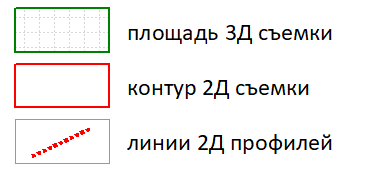 площадь 3Д съемки
контур 2Д съемки
линии 2Д профилей